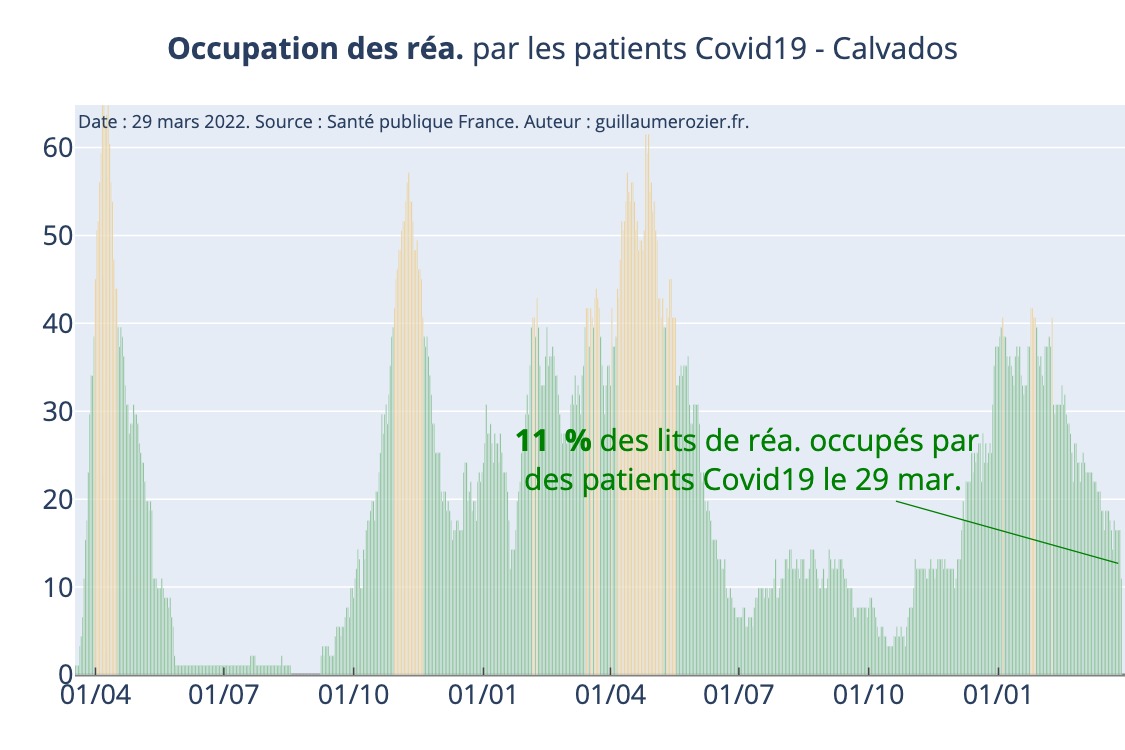 Occupation des réa. par les patients Covid19 - Calvados
Date : 29 mars 2022. Source : Santé publique France. Auteur : guillaumerozier.fr.
60
50
40
30
11 % des lits de réa. occupés par
des patients Covid19 le 29 mar.
20
10
0
01/04 01/07 01/10 01/01 01/04 01/07 01/10 01/01